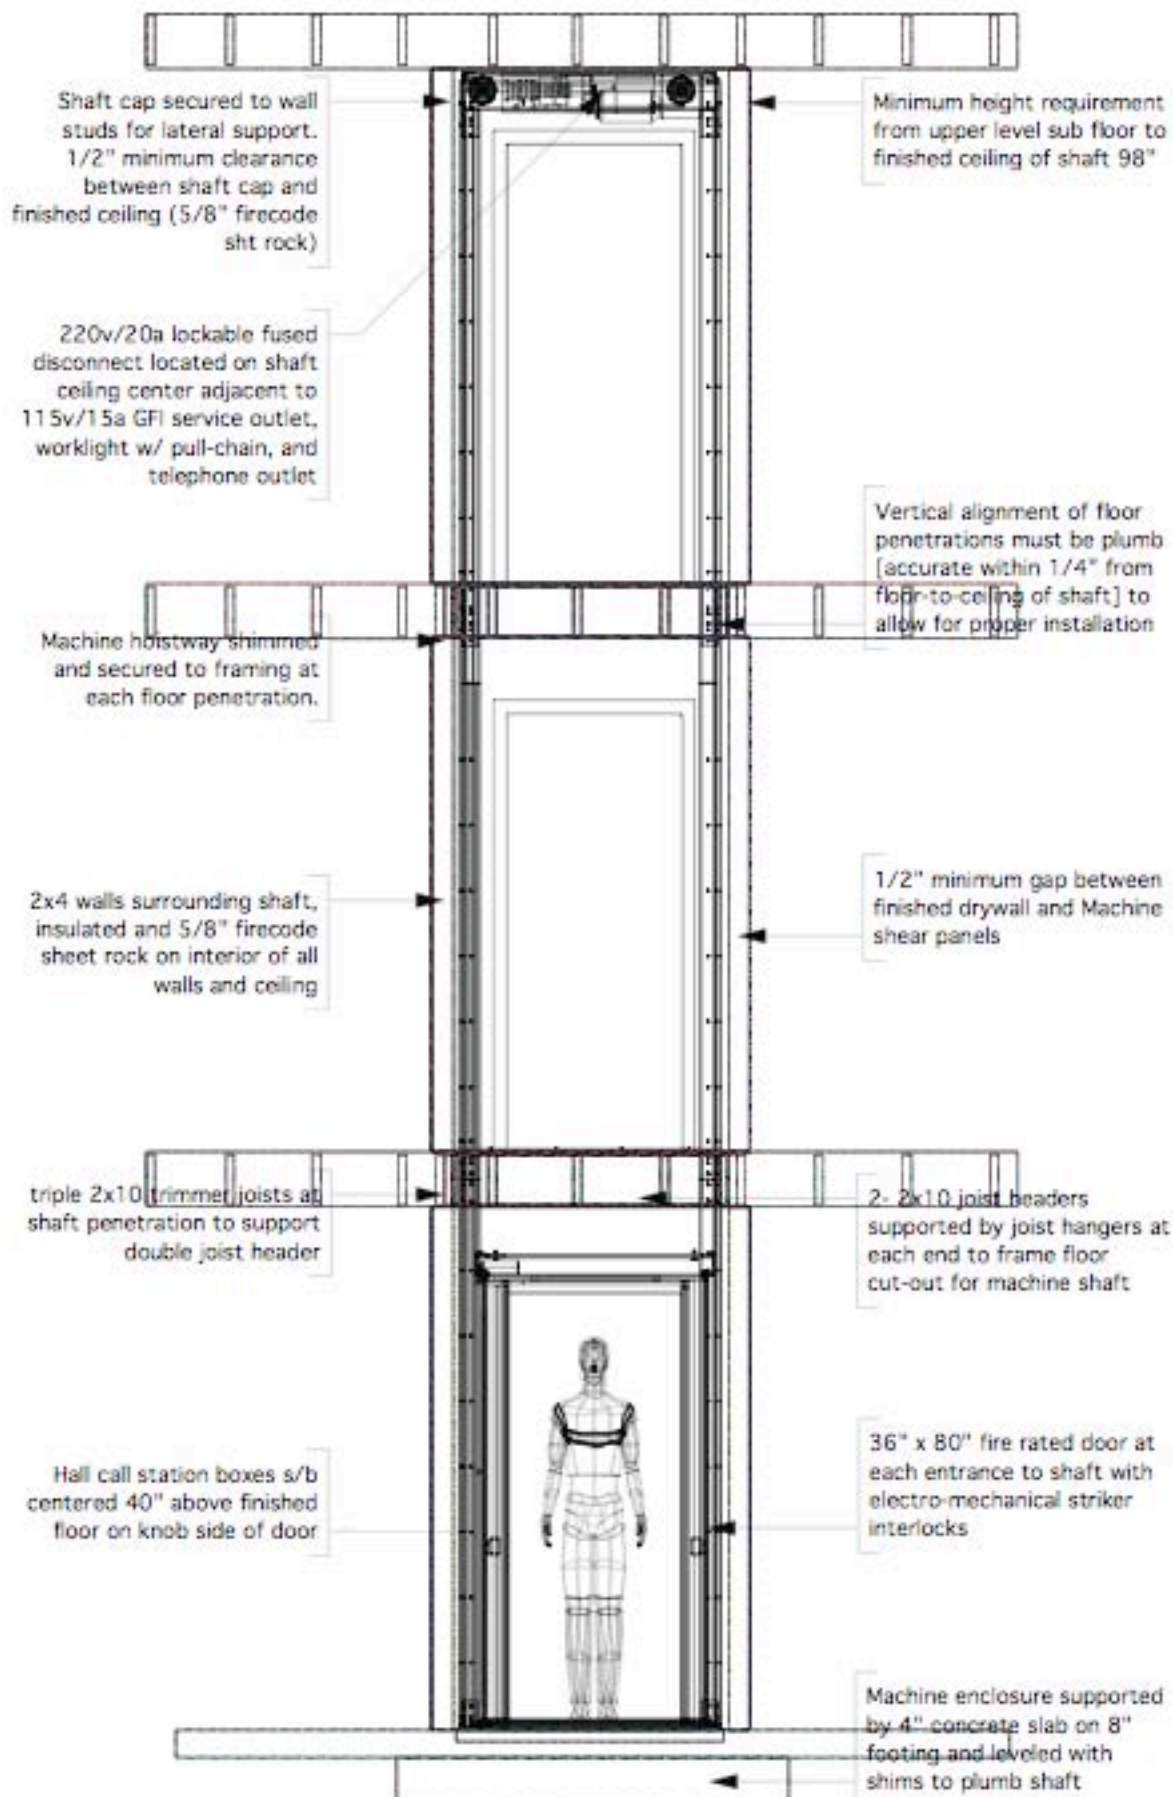 Shaft cap secured to wall
studs for lateral support.
1/2" minimum clearance
between shaft cap and
finished ceiling (5/8" firecode
sht rock)
Minimum height requirement
from upper level sub floor to
finished ceiling of shaft 98"
220v/20a lockable fused
disconnect located on shaft
ceiling center adjacent to
115v/15a GFI service outlet,
worklight w/ pull-chain, and
telephone outlet
Vertical alignment of floor
penetrations must be plumb
[accurate within 1/4" from
floor-to-ceiling of shaft] to
allow for proper installation
Machine hoistway shimmed
and secured to framing at
each floor penetration.
2x4 walls surrounding shaft,
insulated and 5/8" firecode
sheet rock on interior of all
walls and ceiling
1/2" minimum gap between
finished drywall and Machine
shear panels
triple 2x10 trimmer joists at
shaft penetration to support
double joist header
2- 2x10 joist headers
supported by joist hangers at
each end to frame floor
cut-out for machine shaft
Hall call station boxes s/b
centered 40" above finished
floor on knob side of door
36" x 80" fire rated door at
each entrance to shaft with
electro-mechanical striker
interlocks
Machine enclosure supported
by 4" concrete slab on 8"
footing and leveled with
shims to plumb shaft